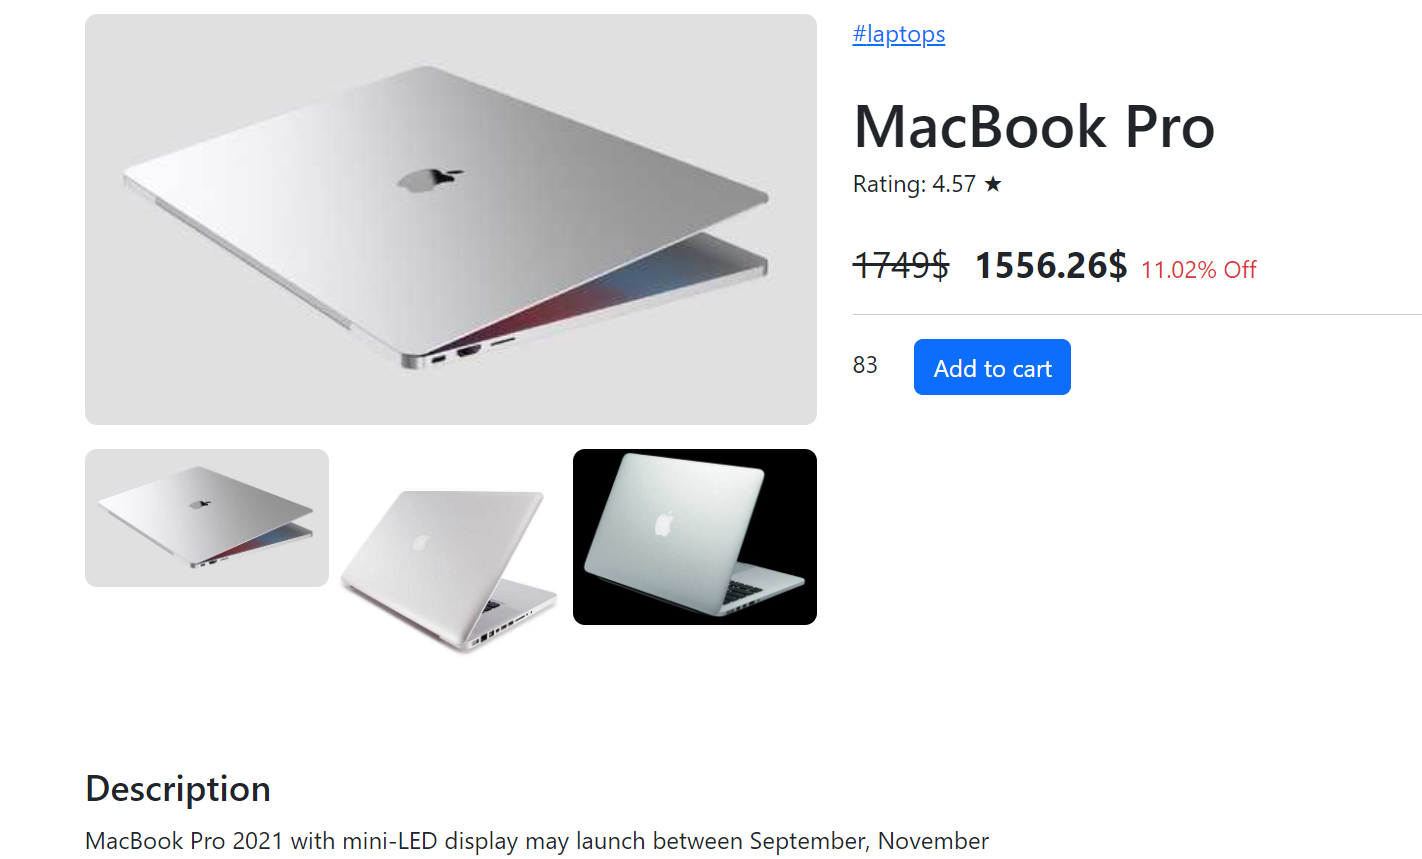 #laptops
MacBook Pro
Rating: 4.57 ★
1749$ 1556.26$ 11.02% Off
83 Add to cart
Description
MacBook Pro 2021 with mini-LED display may launch between September, November